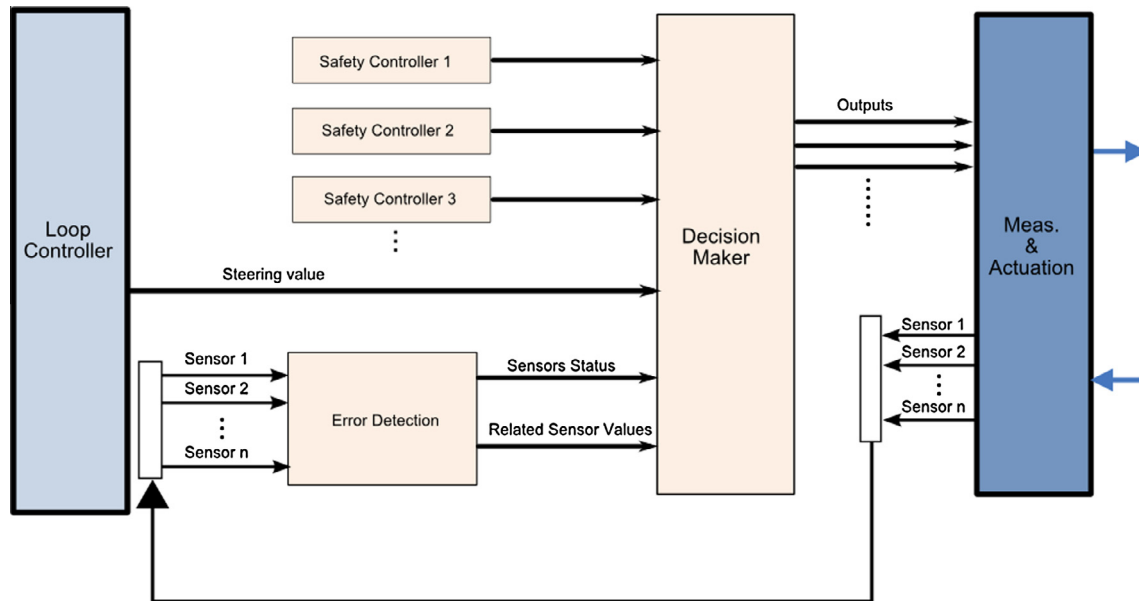 Safety Controller 1
Safety Controller 2
Safety Controller 3
Loop
Controller
Steering value
Sensor 1
Sensor 2
Sensor n
Error Detection
Sensors Status
Related Sensor Values
Decision
Maker
Outputs
Meas.
&
Actuation
Sensor 1
Sensor 2
Sensor n